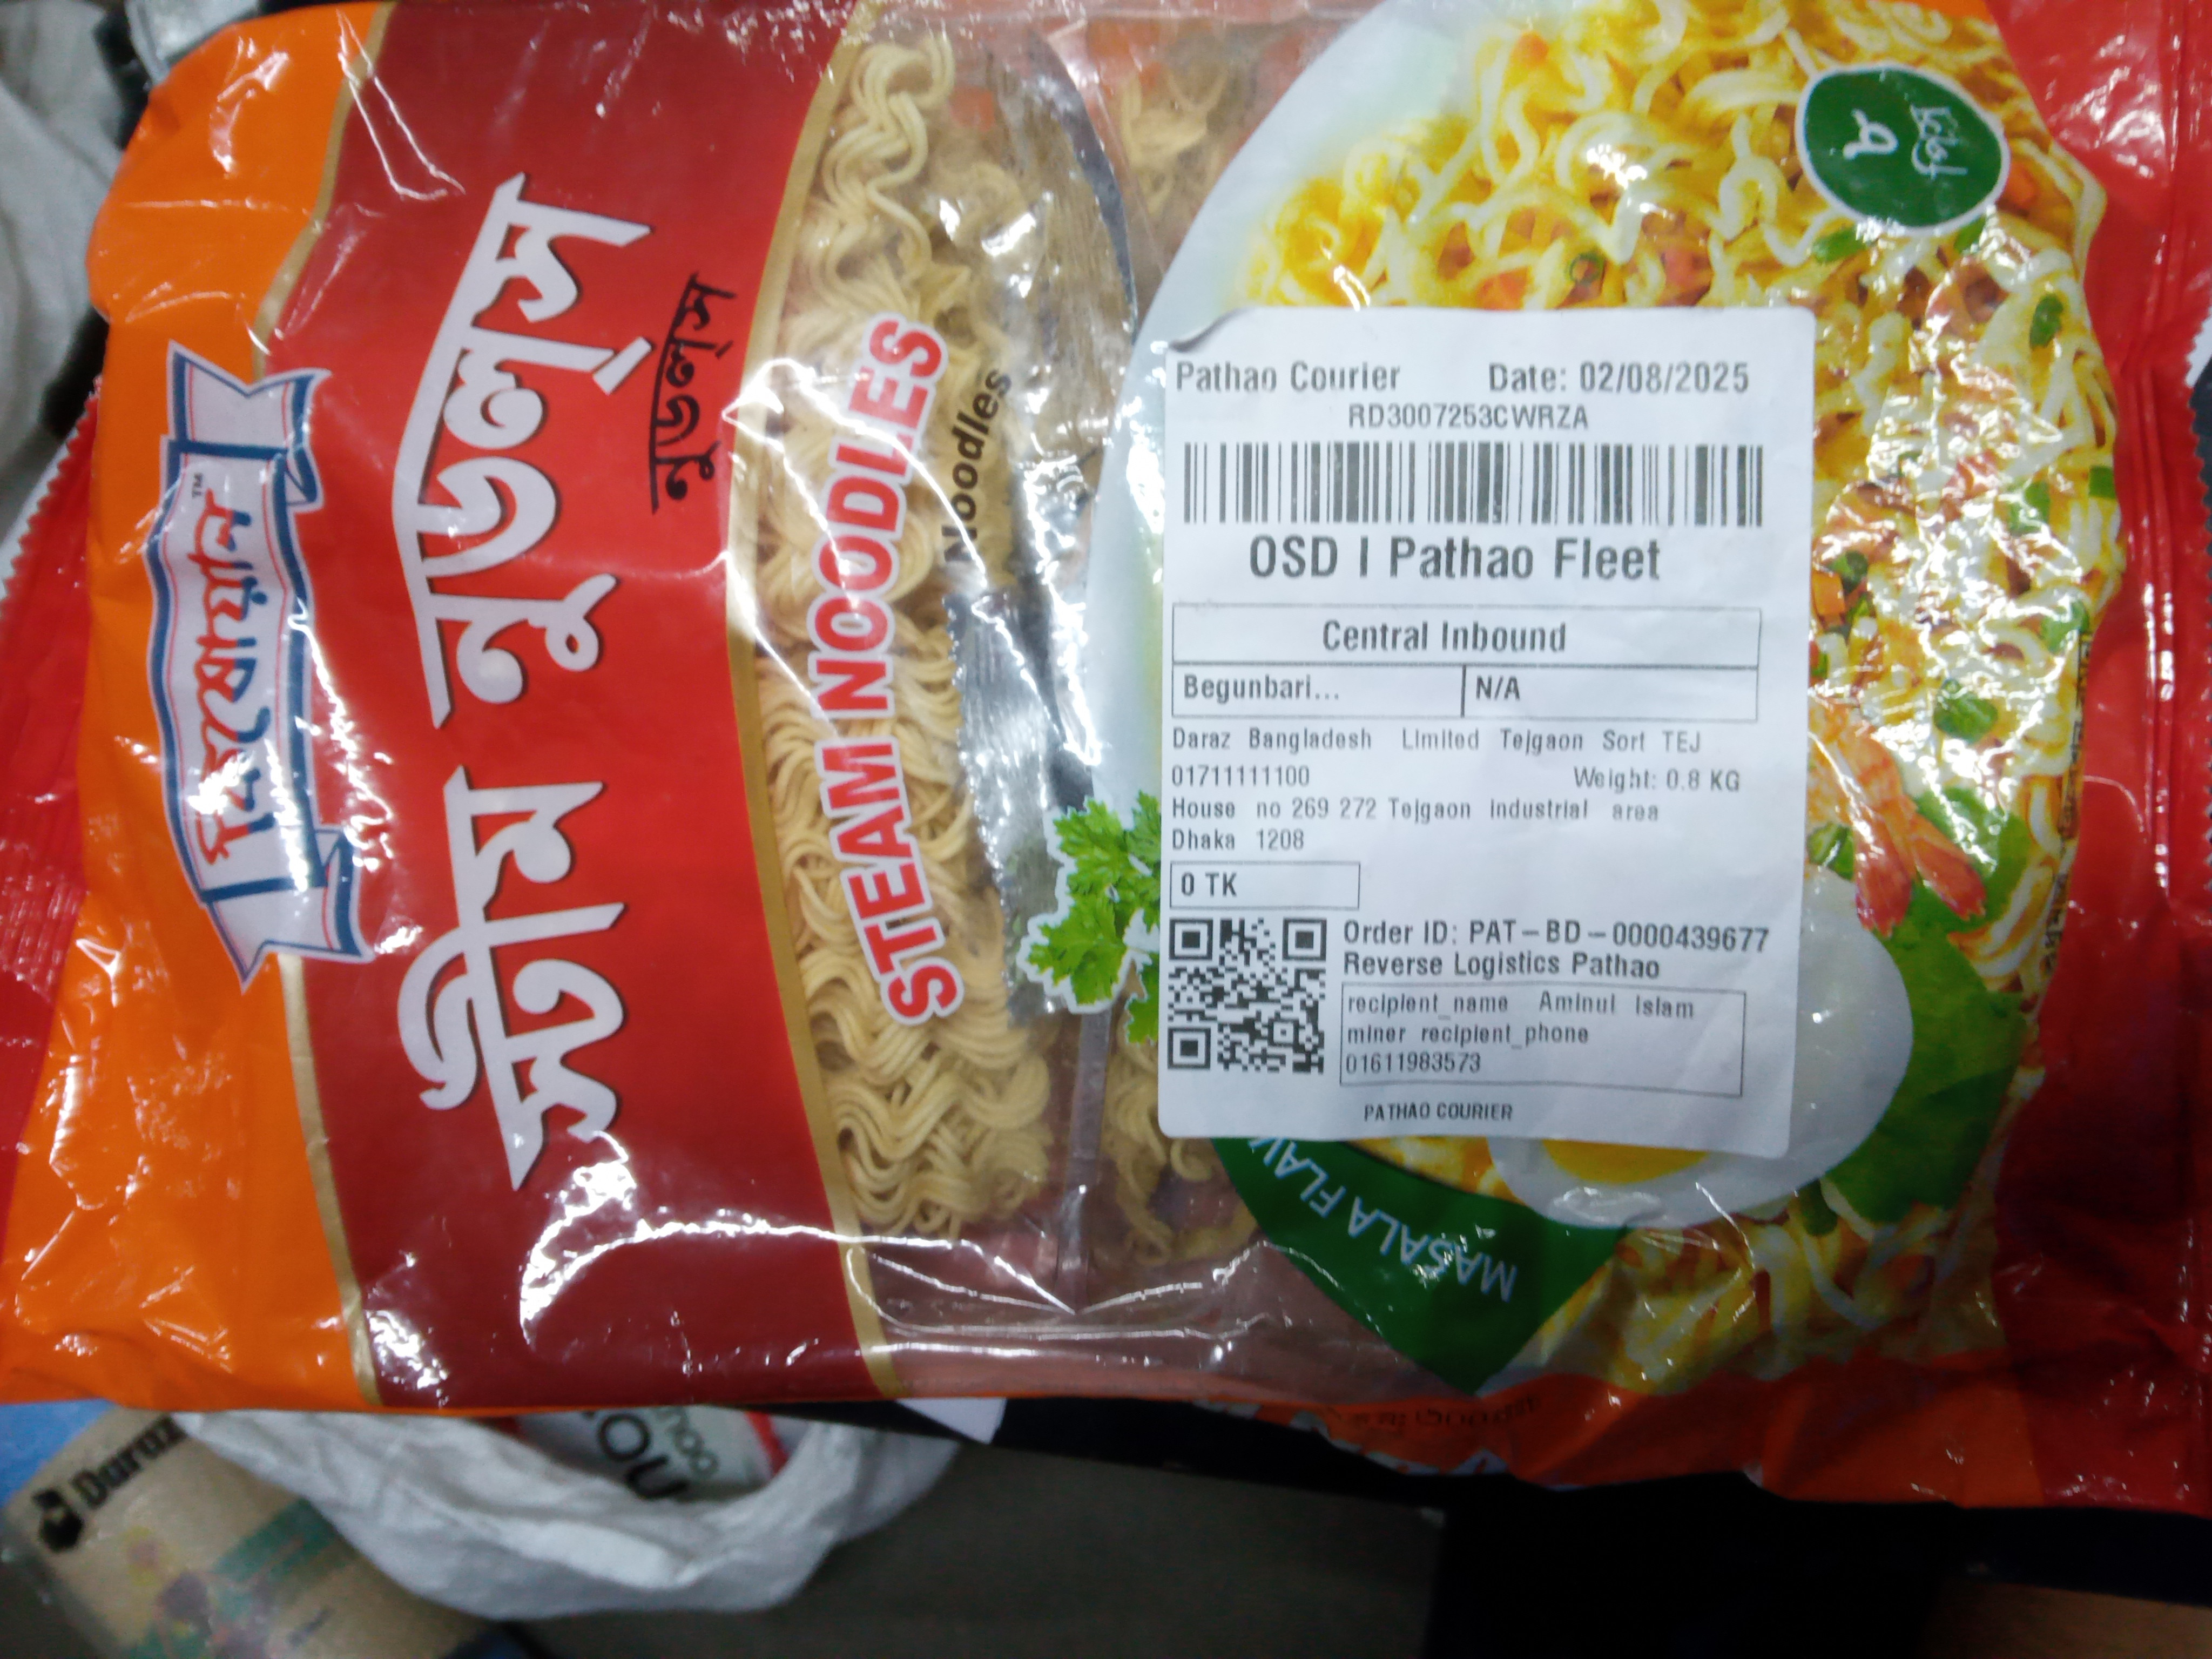 চিংবোয়াং™
স্টীম নুডুল্‌স
নুডুল্‌স
STEAM NOODLES
Noodles
MASALA FLAV
Pathao Courier Date: 02/08/2025
RD3007253CWRZA
OSD I Pathao Fleet
Central Inbound
Begunbari... N/A
Daraz Bangladesh Limited Tejgaon Sort TEJ
01711111100 Weight: 0.8 KG
House no 269 272 Tejgaon industrial area
Dhaka 1208
0 TK
Order ID: PAT-BD-0000439677
Reverse Logistics Pathao
recipient_name Aminul Islam
miner recipient_phone
01611983573
PATHAO COURIER
Daraz